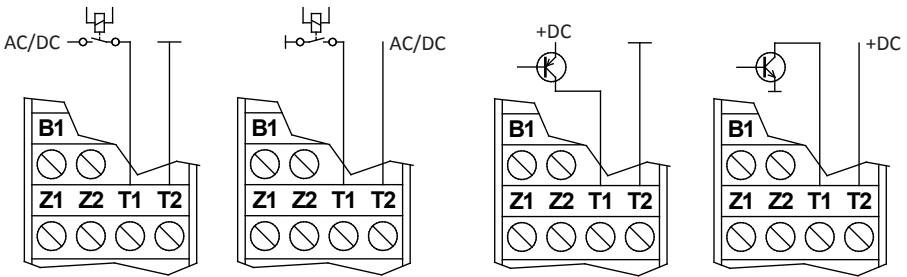 AC/DC
B1
Z1 Z2 T1 T2
AC/DC
B1
Z1 Z2 T1 T2
+DC
B1
Z1 Z2 T1 T2
+DC
B1
Z1 Z2 T1 T2